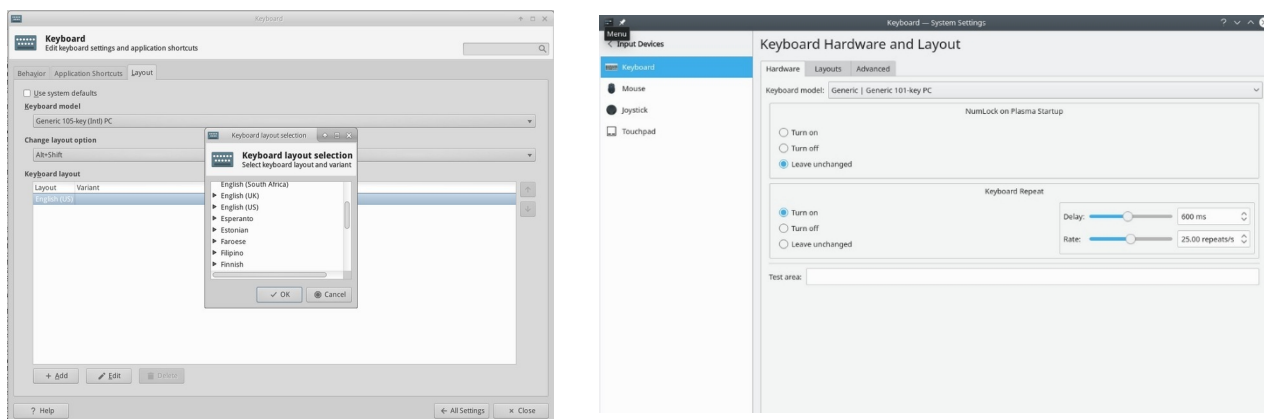 Keyboard
Keyboard
Edit keyboard settings and application shortcuts
Behavior Application Shortcuts Layout
Use system defaults
Keyboard model
Generic 105-key (Intl) PC
Change layout option
Alt+Shift
Keyboard layout
Layout Variant
English (US)
Keyboard layout selection
Keyboard layout selection
Select keyboard layout and variant
English (South Africa)
English (UK)
English (US)
Esperanto
Estonian
Faroese
Filipino
Finnish
OK Cancel
+ Add Edit Delete
? Help All Settings Close
Keyboard — System Settings
Menu
Input Devices
Keyboard
Mouse
Joystick
Touchpad
Keyboard Hardware and Layout
Hardware Layouts Advanced
Keyboard model: Generic | Generic 101-key PC
NumLock on Plasma Startup
Turn on
Turn off
Leave unchanged
Keyboard Repeat
Turn on
Turn off
Leave unchanged
Delay: 600 ms
Rate: 25.00 repeats/s
Test area: